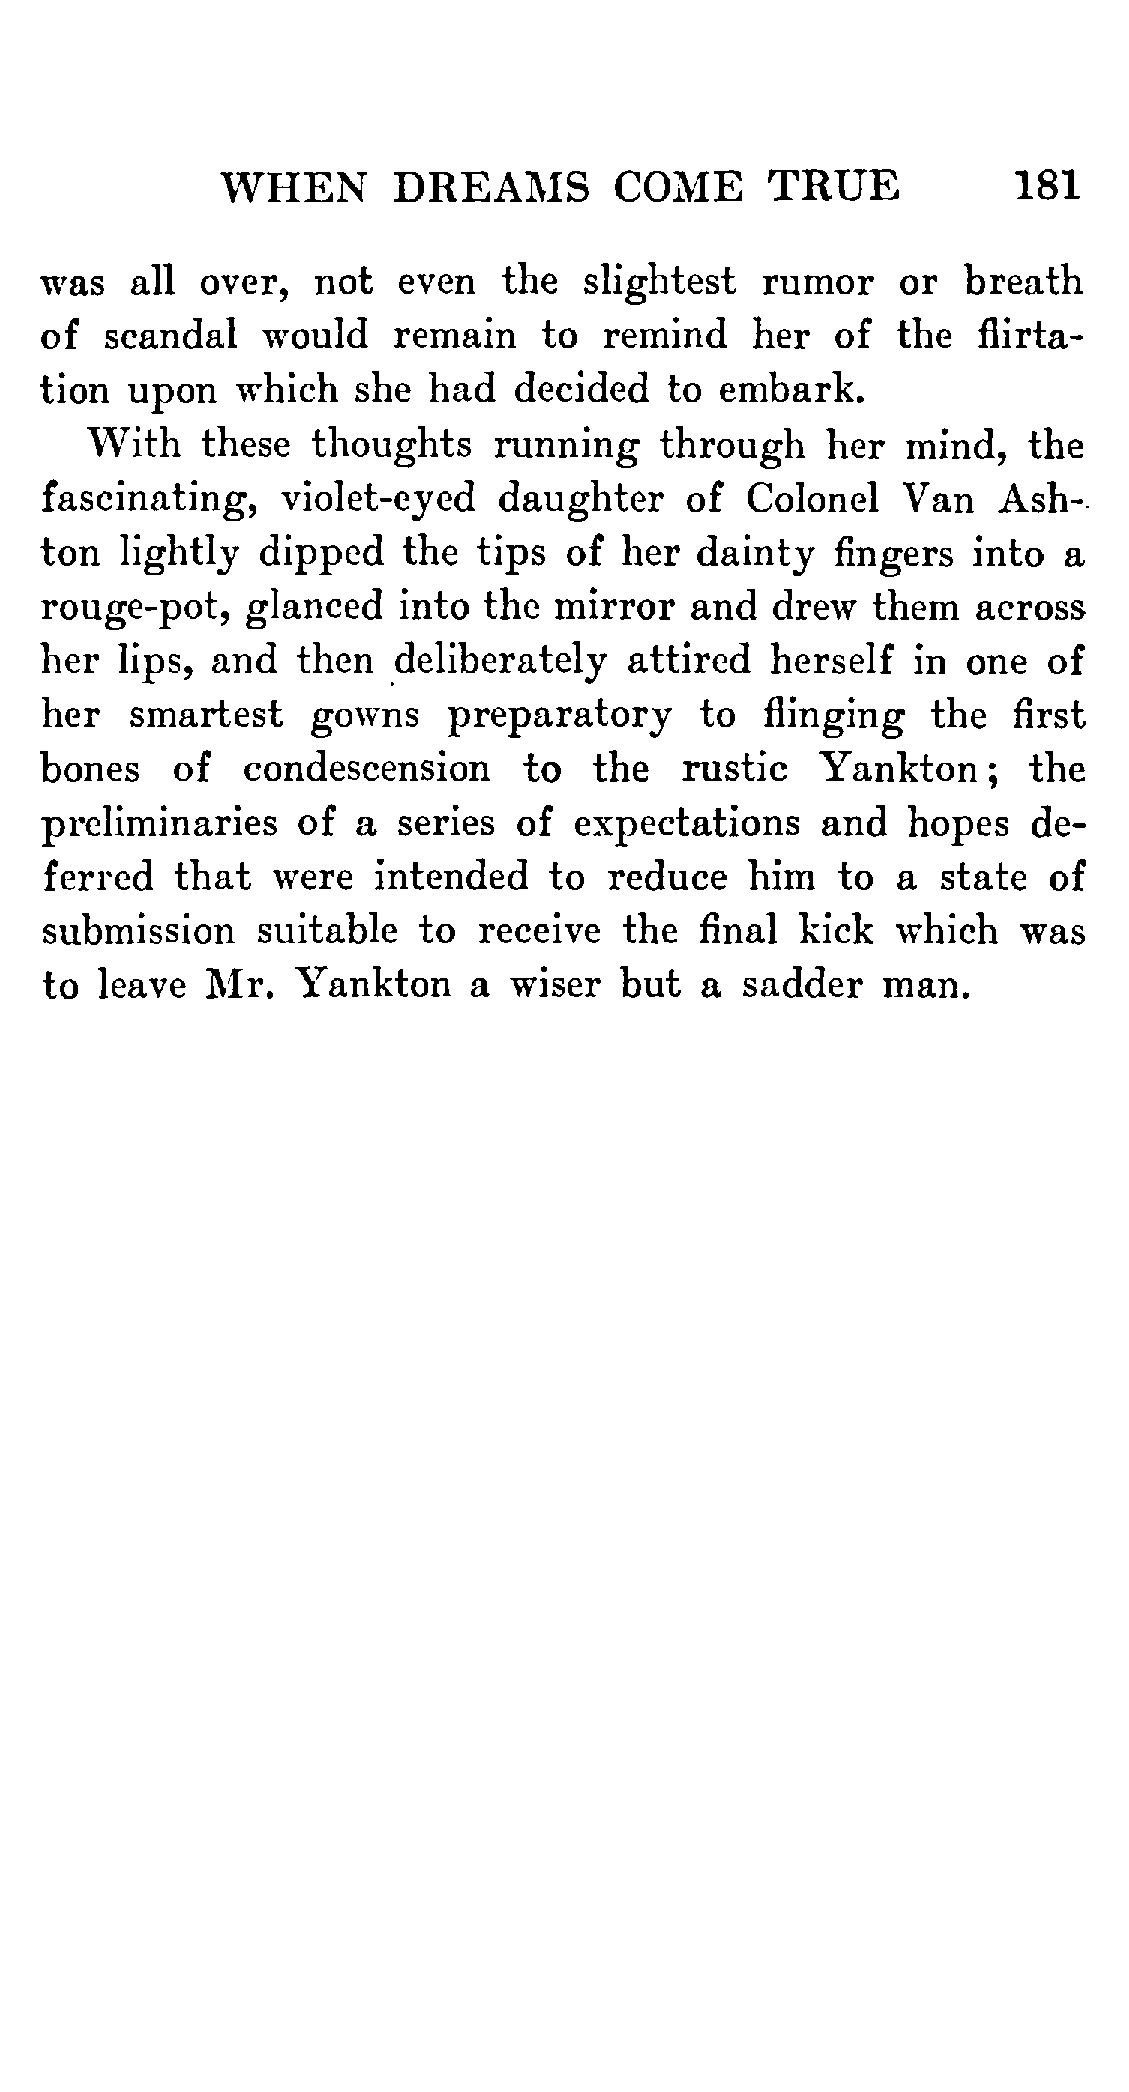 WHEN DREAMS COME TRUE 181
was all over, not even the slightest rumor or breath
of scandal would remain to remind her of the flirta-
tion upon which she had decided to embark.
With these thoughts running through her mind, the
fascinating, violet-eyed daughter of Colonel Van Ash-
ton lightly dipped the tips of her dainty fingers into a
rouge-pot, glanced into the mirror and drew them across
her lips, and then deliberately attired herself in one of
her smartest gowns preparatory to flinging the first
bones of condescension to the rustic Yankton; the
preliminaries of a series of expectations and hopes de-
ferred that were intended to reduce him to a state of
submission suitable to receive the final kick which was
to leave Mr. Yankton a wiser but a sadder man.